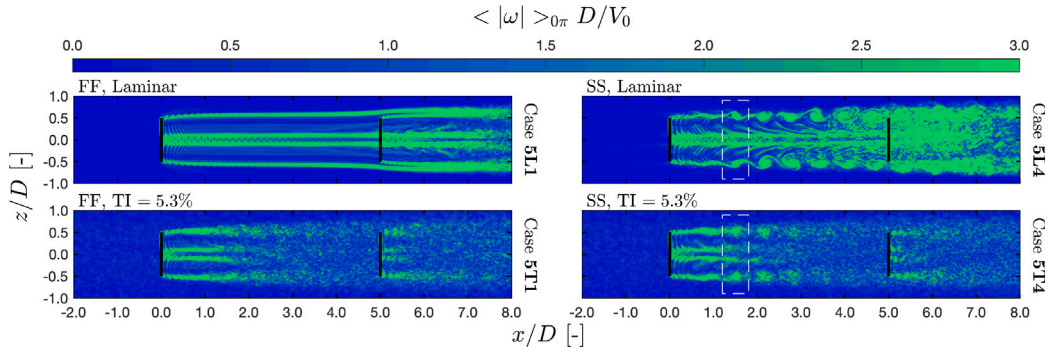 < |ω| >₀π D/V₀
0.0 0.5 1.0 1.5 2.0 2.5 3.0
FF, Laminar
SS, Laminar
1.0
0.5
0.0
-0.5
-1.0
Case 5L1
Case 5L4
FF, TI = 5.3%
SS, TI = 5.3%
1.0
0.5
0.0
-0.5
-1.0
Case 5T1
Case 5T4
z/D [-]
-2.0 -1.0 0.0 1.0 2.0 3.0 4.0 5.0 6.0 7.0 8.0
-2.0 -1.0 0.0 1.0 2.0 3.0 4.0 5.0 6.0 7.0 8.0
x/D [-]